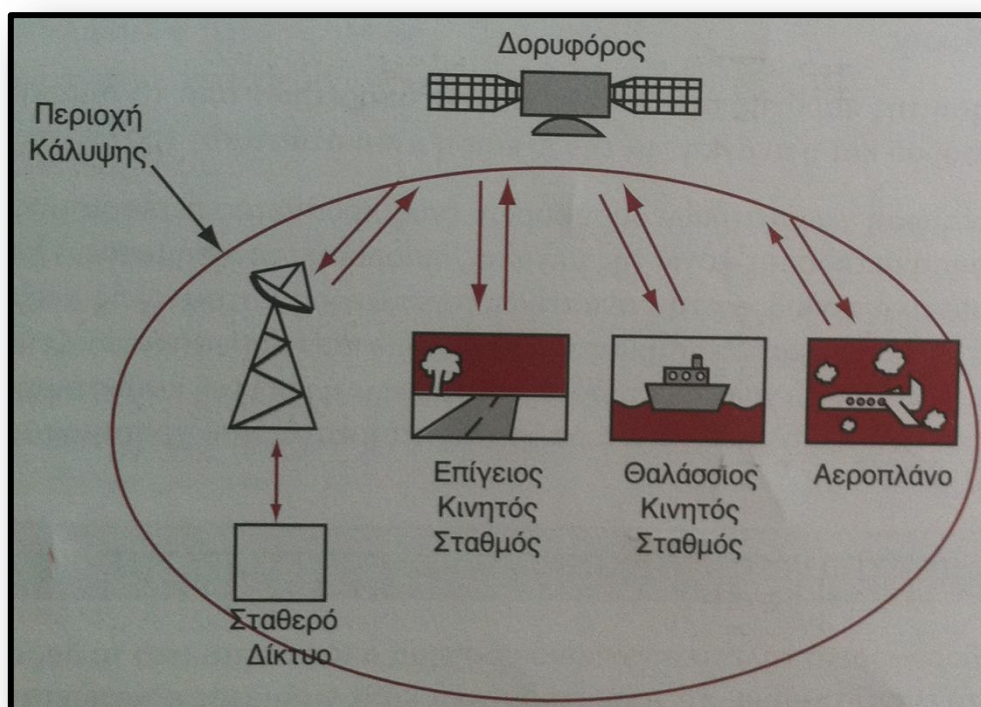 Δορυφόρος
Περιοχή
Κάλυψης
Επίγειος
Κινητός
Σταθμός
Θαλάσσιος
Κινητός
Σταθμός
Αεροπλάνο
Σταθερό
Δίκτυο